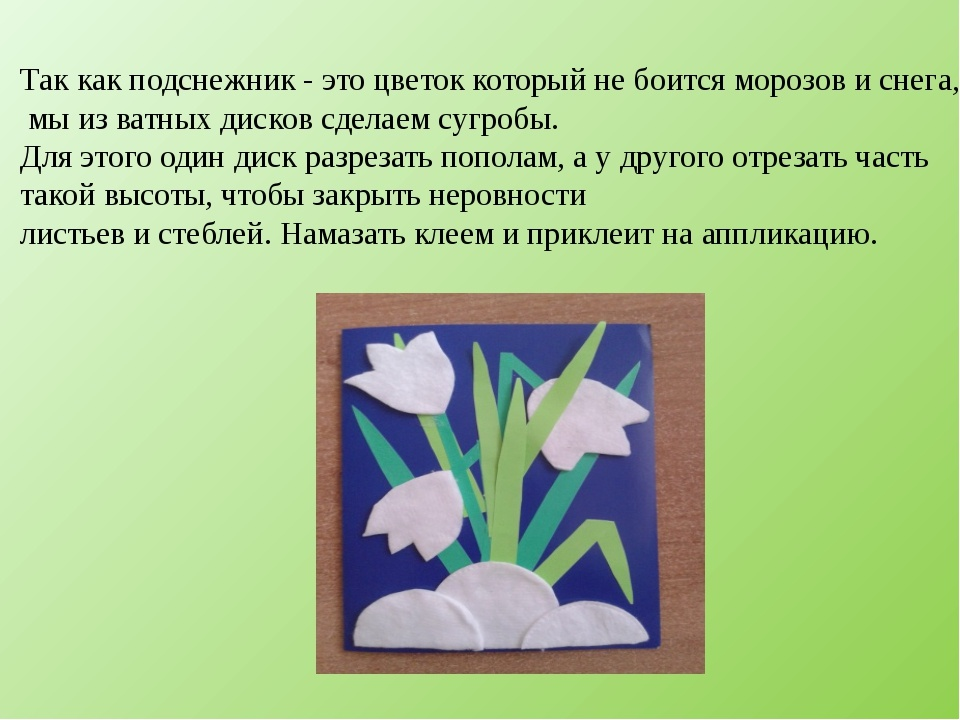 Так как подснежник - это цветок который не боится морозов и снега,
мы из ватных дисков сделаем сугробы.
Для этого один диск разрезать пополам, а у другого отрезать часть
такой высоты, чтобы закрыть неровности
листьев и стеблей. Намазать клеем и приклеит на аппликацию.